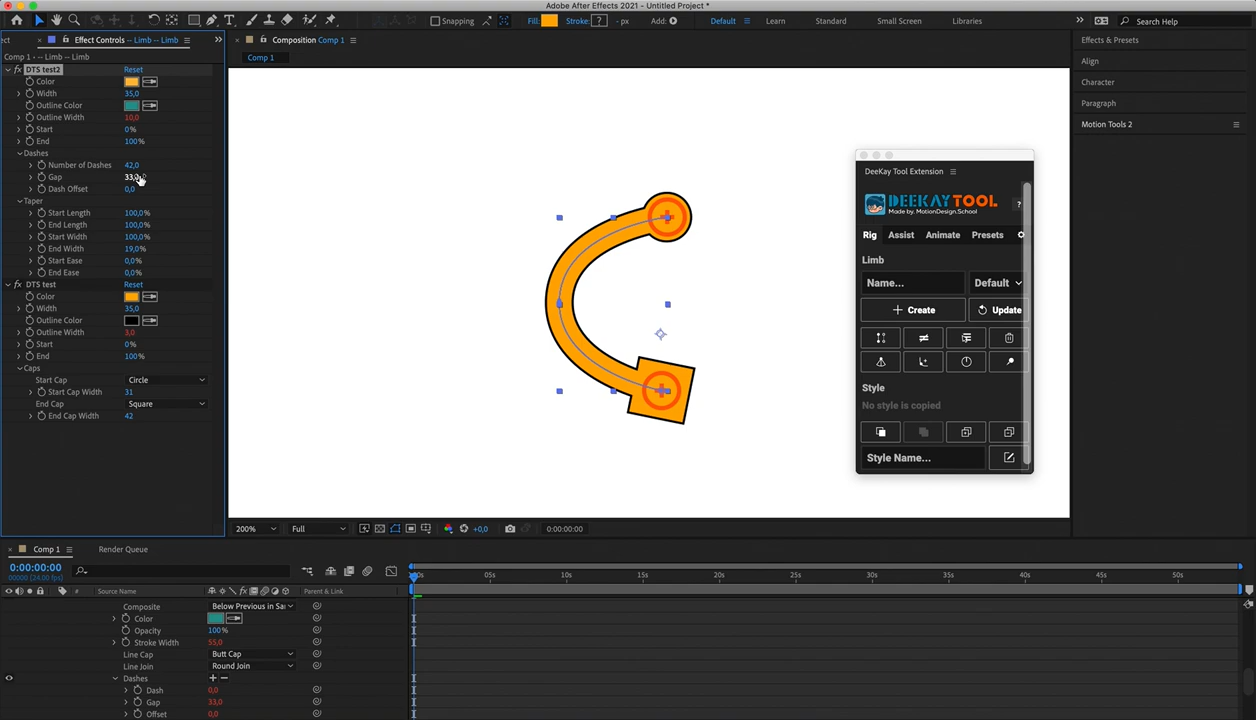 Adobe After Effects 2021 - Untitled Project *
Snapping Fill: Stroke: ? - px Add: Default Learn Standard Small Screen Libraries Search Help
ect Effect Controls -- Limb -- Limb
Comp 1 · -- Limb -- Limb
fx DTS test2 Reset
Color
Width 35,0
Outline Color
Outline Width 10,0
Start 0%
End 100%
Dashes
Number of Dashes 42,0
Gap
Dash Offset 0,0
Taper
Start Length 100,0%
End Length 100,0%
Start Width 100,0%
End Width 19,0%
Start Ease 0,0%
End Ease 0,0%
fx DTS test Reset
Color
Width 35,0
Outline Color
Outline Width 3,0
Start 0%
End 100%
Caps
Start Cap Circle
Start Cap Width 31
End Cap Square
End Cap Width 42
Composition Comp 1
Comp 1
200% Full +0,0 0:00:00:00
DeeKay Tool Extension
DEEKAY TOOL ?
Made by. MotionDesign.School
Rig Assist Animate Presets
Limb
Name... Default
+ Create Update
Style
No style is copied
Style Name...
Effects & Presets
Align
Character
Paragraph
Motion Tools 2
Comp 1 Render Queue
0:00:00:00
00000 (24.00 fps)
# Source Name Parent & Link
05s 10s 15s 20s 25s 30s 35s 40s 45s 50s
Composite Below Previous in Sa
Color
Opacity 100%
Stroke Width 55,0
Line Cap Butt Cap
Line Join Round Join
Dashes + −
Dash 0,0
Gap 33,0
Offset 0,0